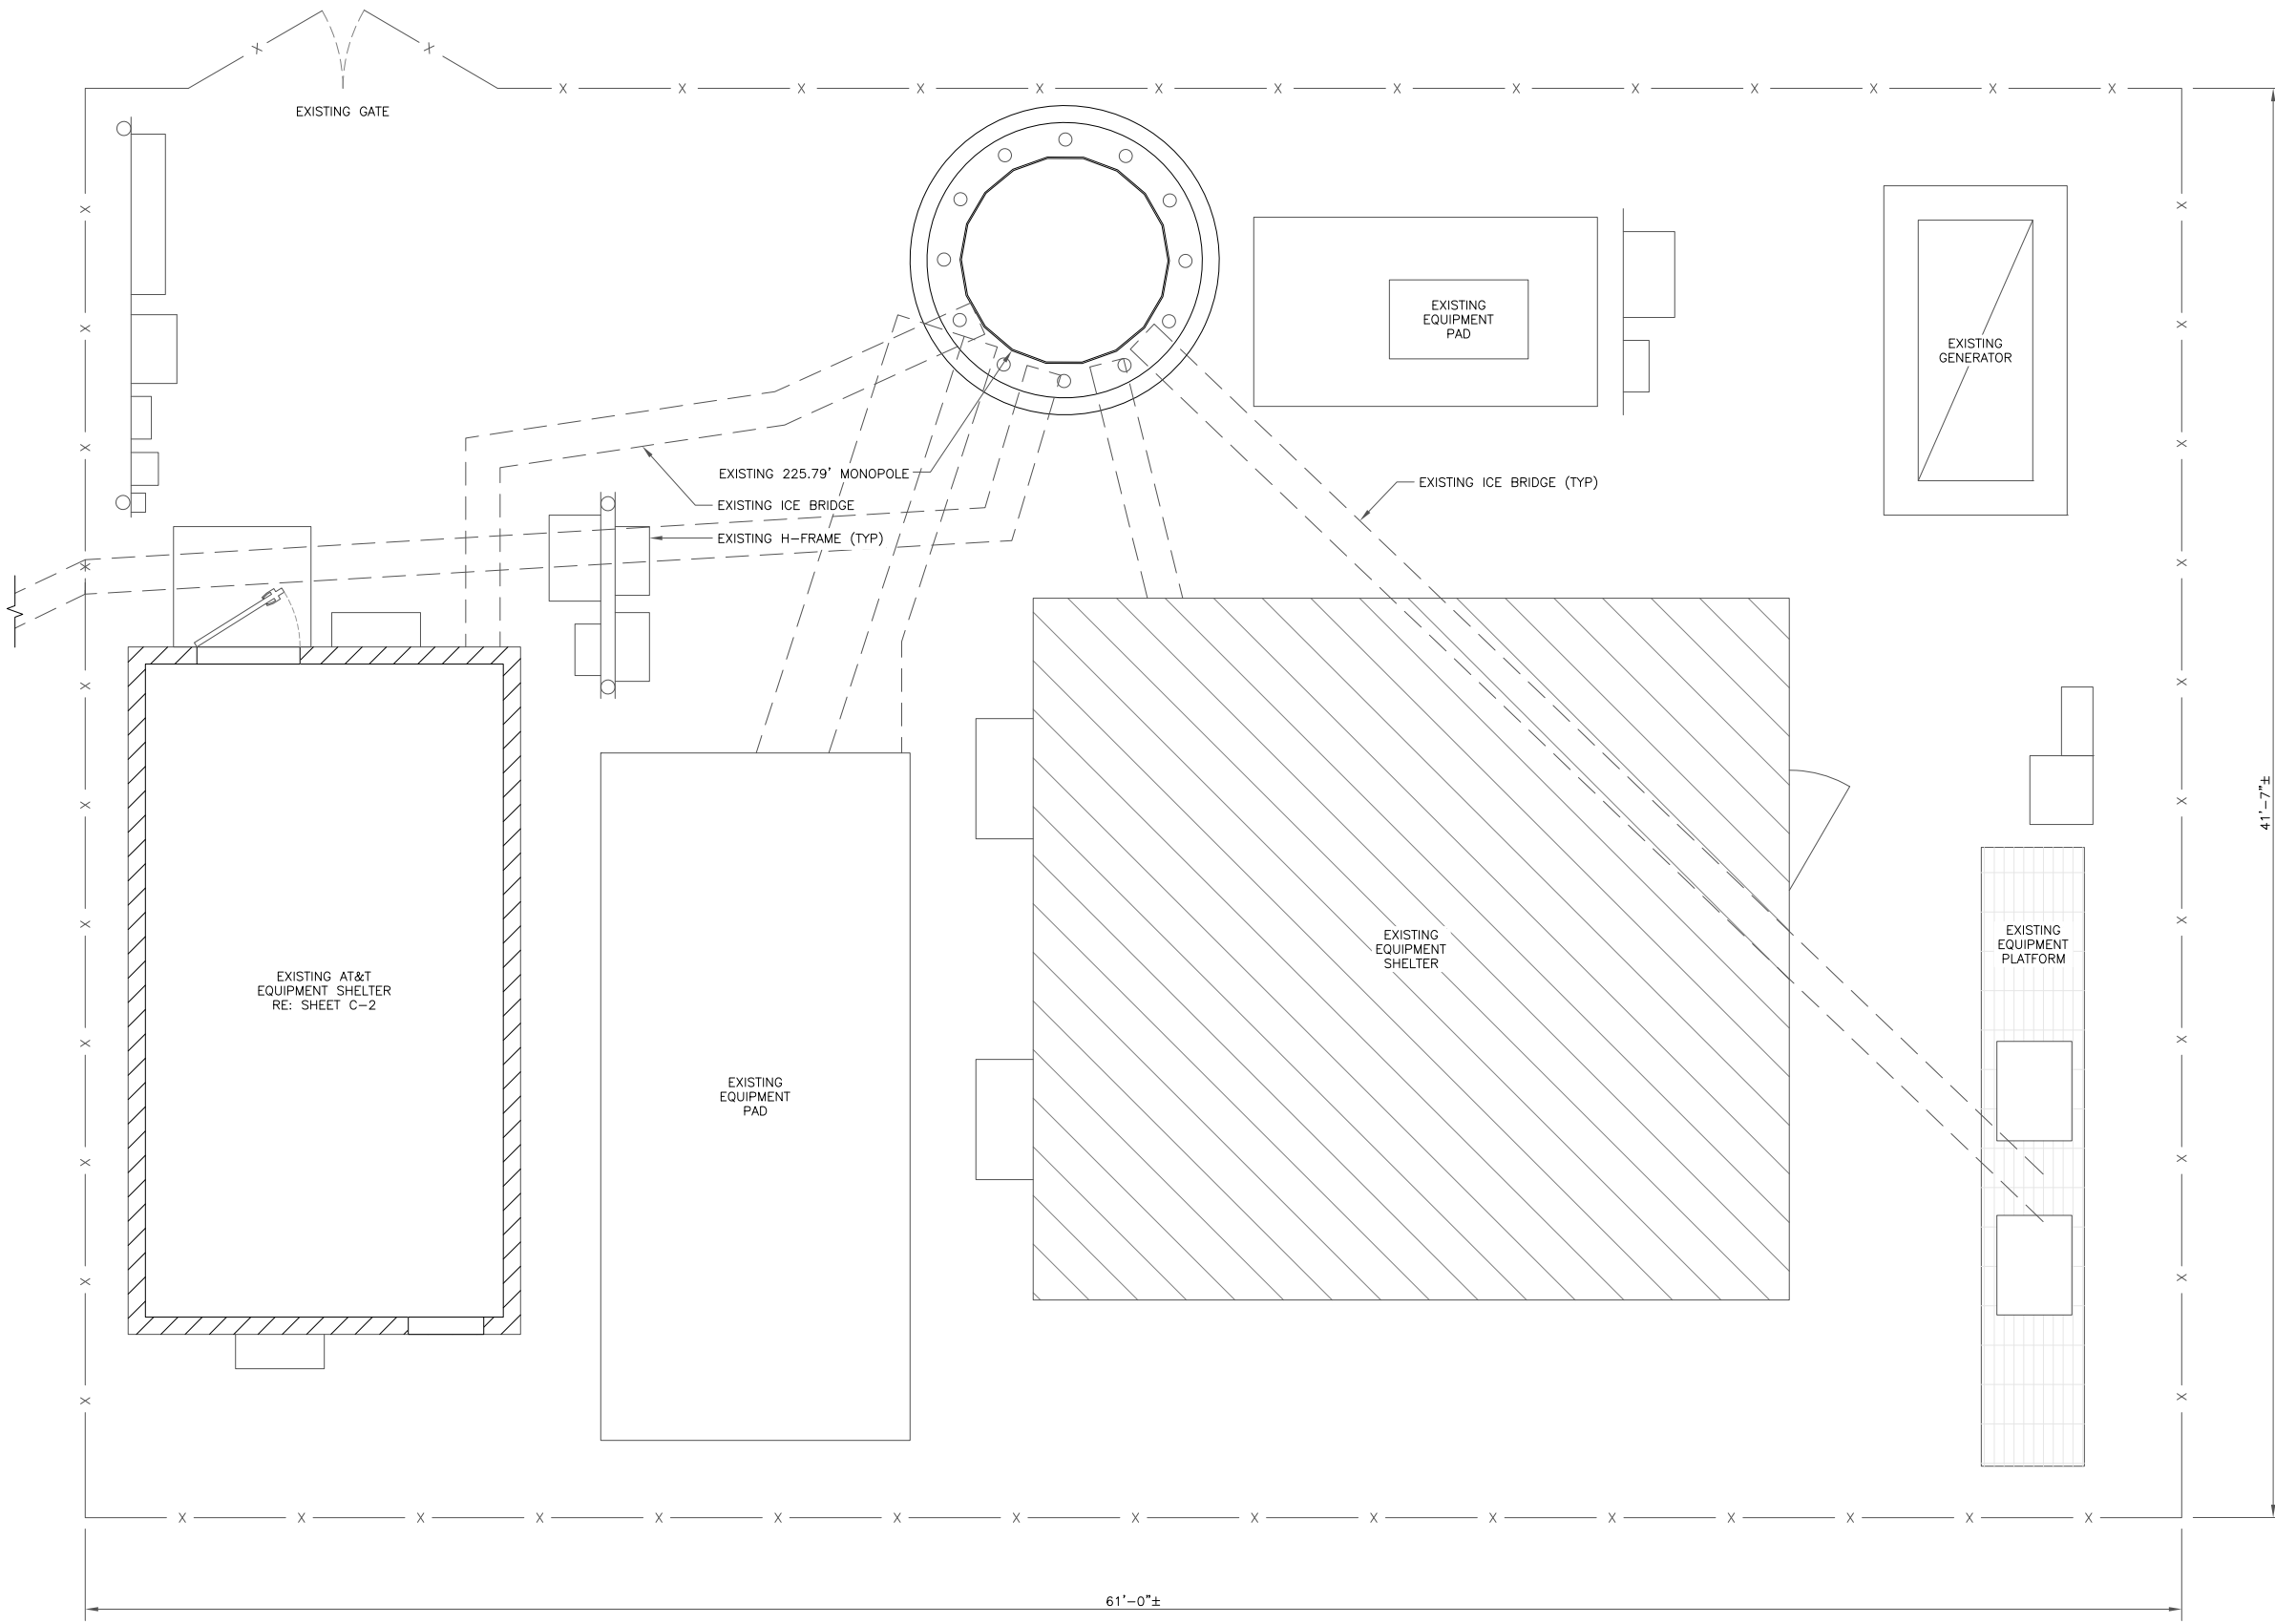 EXISTING GATE
EXISTING
EQUIPMENT
PAD
EXISTING
GENERATOR
EXISTING 225.79' MONOPOLE
EXISTING ICE BRIDGE (TYP)
EXISTING ICE BRIDGE
EXISTING H-FRAME (TYP)
41'-7"±
EXISTING
EQUIPMENT
SHELTER
EXISTING
EQUIPMENT
PLATFORM
EXISTING AT&T
EQUIPMENT SHELTER
RE: SHEET C-2
EXISTING
EQUIPMENT
PAD
61'-0"±